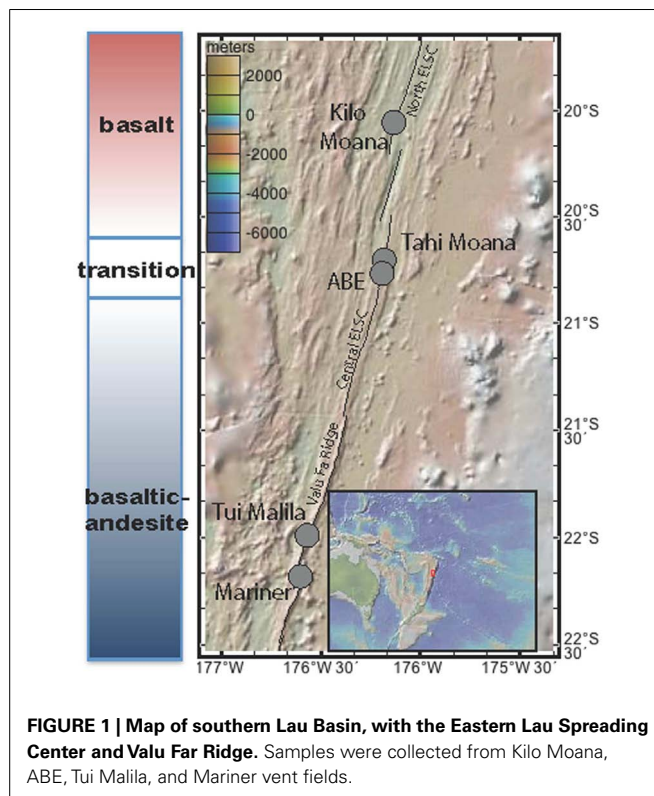 meters
2000
0
-2000
-4000
-6000
basalt
transition
basaltic-
andesite
North ELSC
Kilo
Moana
Tahi Moana
ABE
Central ELSC
Valu Fa Ridge
Tui Malila
Mariner
20°S
20°S
30′
21°S
21°S
30′
22°S
22°S
30′
177°W
176°W 30′
176°W
175°W 30′
FIGURE 1 | Map of southern Lau Basin, with the Eastern Lau Spreading
Center and Valu Far Ridge. Samples were collected from Kilo Moana,
ABE, Tui Malila, and Mariner vent fields.